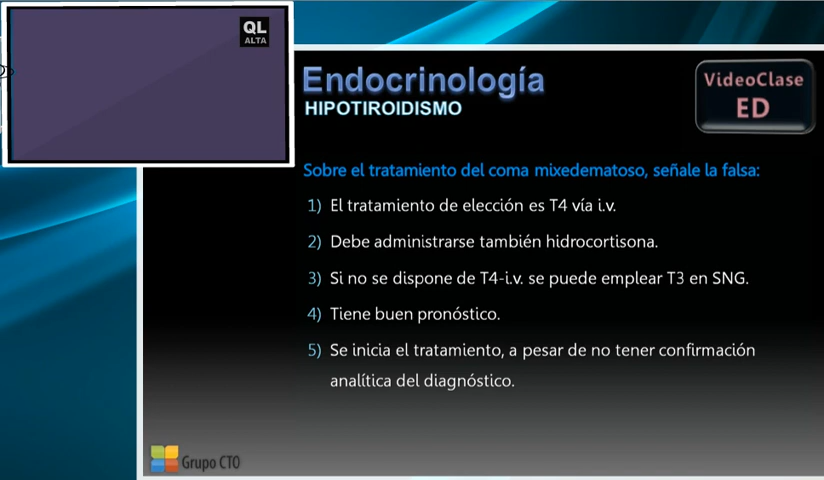 QL
ALTA
Endocrinología
HIPOTIROIDISMO
VideoClase
ED
Sobre el tratamiento del coma mixedematoso, señale la falsa:
1) El tratamiento de elección es T4 vía i.v.
2) Debe administrarse también hidrocortisona.
3) Si no se dispone de T4-i.v. se puede emplear T3 en SNG.
4) Tiene buen pronóstico.
5) Se inicia el tratamiento, a pesar de no tener confirmación
analítica del diagnóstico.
Grupo CTO